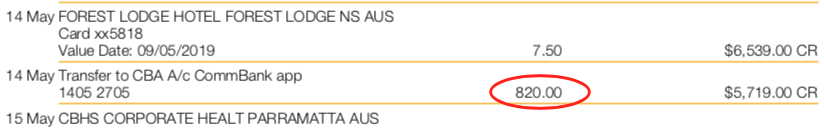 14 May FOREST LODGE HOTEL FOREST LODGE NS AUS
Card xx5818
Value Date: 09/05/2019 7.50 $6,539.00 CR
14 May Transfer to CBA A/c CommBank app
1405 2705 820.00 $5,719.00 CR
15 May CBHS CORPORATE HEALT PARRAMATTA AUS